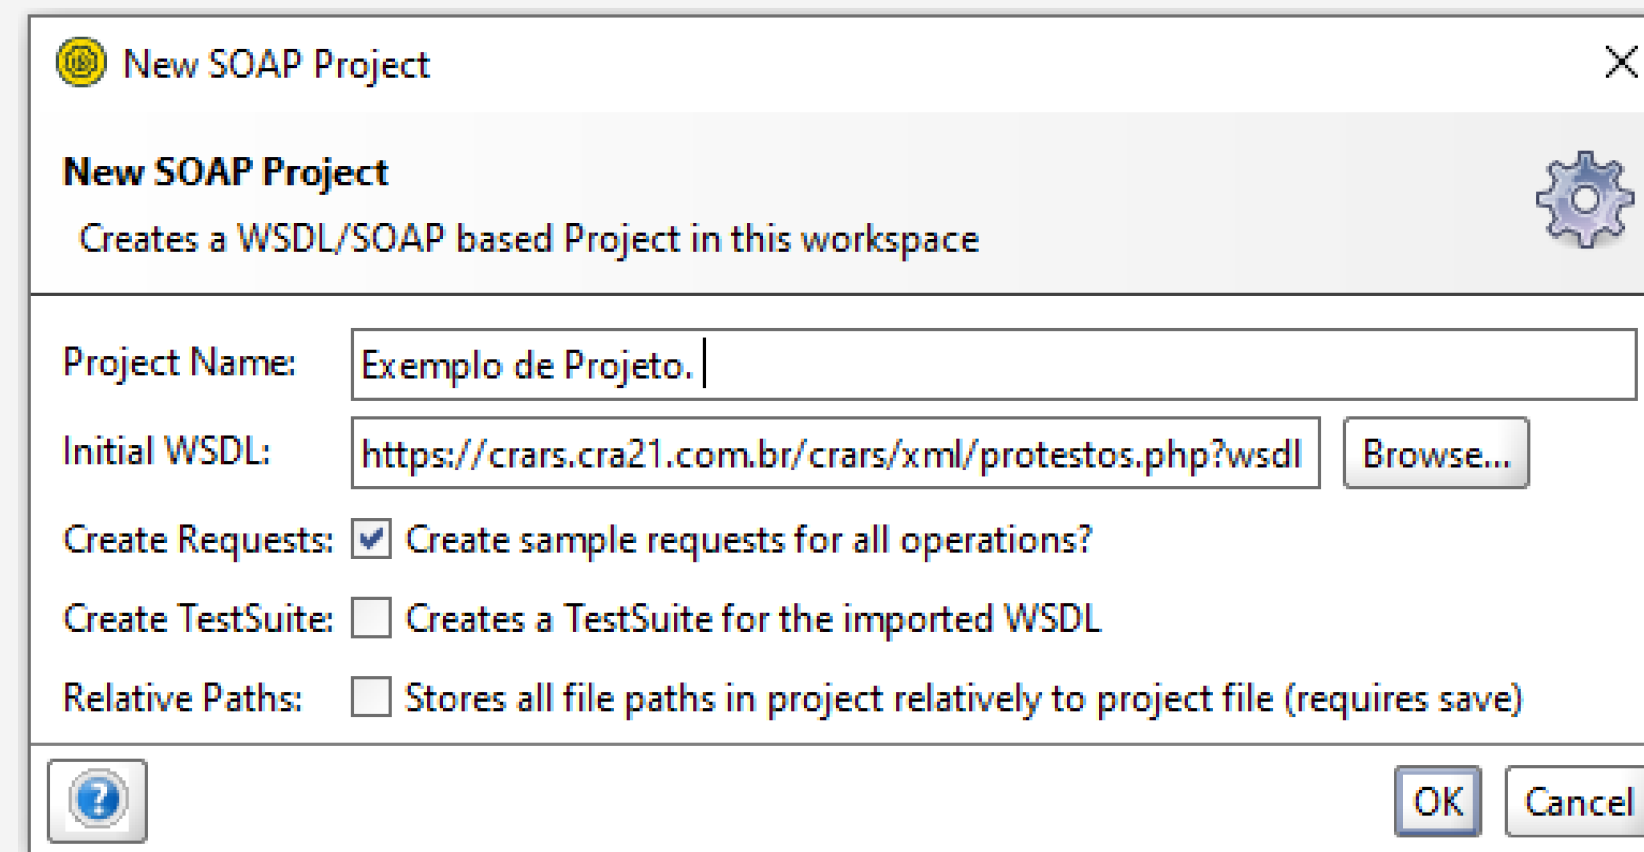 New SOAP Project
New SOAP Project
Creates a WSDL/SOAP based Project in this workspace
Project Name: Exemplo de Projeto.
Initial WSDL: https://crars.cra21.com.br/crars/xml/protestos.php?wsdl Browse...
Create Requests: Create sample requests for all operations?
Create TestSuite: Creates a TestSuite for the imported WSDL
Relative Paths: Stores all file paths in project relatively to project file (requires save)
? OK Cancel